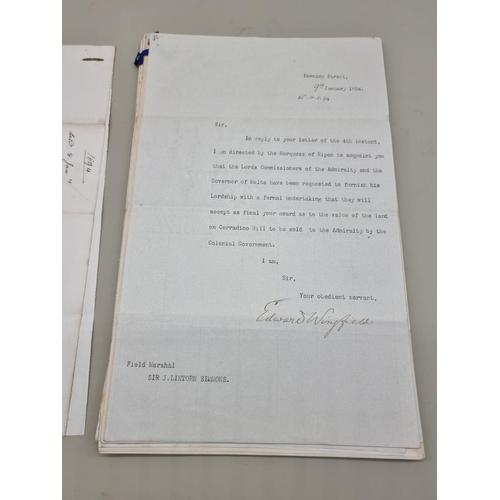 Downing Street,
9th January 1894.
Sir,
In reply to your letter of the 4th instant,
I am directed by the Marquess of Ripon to acquaint you
that the Lords Commissioners of the Admiralty and the
Governor of Malta have been requested to furnish his
Lordship with a formal undertaking that they will
accept as final your award as to the value of the land
on Corradino Hill to be sold to the Admiralty by the
Colonial Government.
I am,
Sir,
Your obedient servant,
Edward Wingfield
Field Marshal
SIR J. LINTORN SIMMONS.
1894